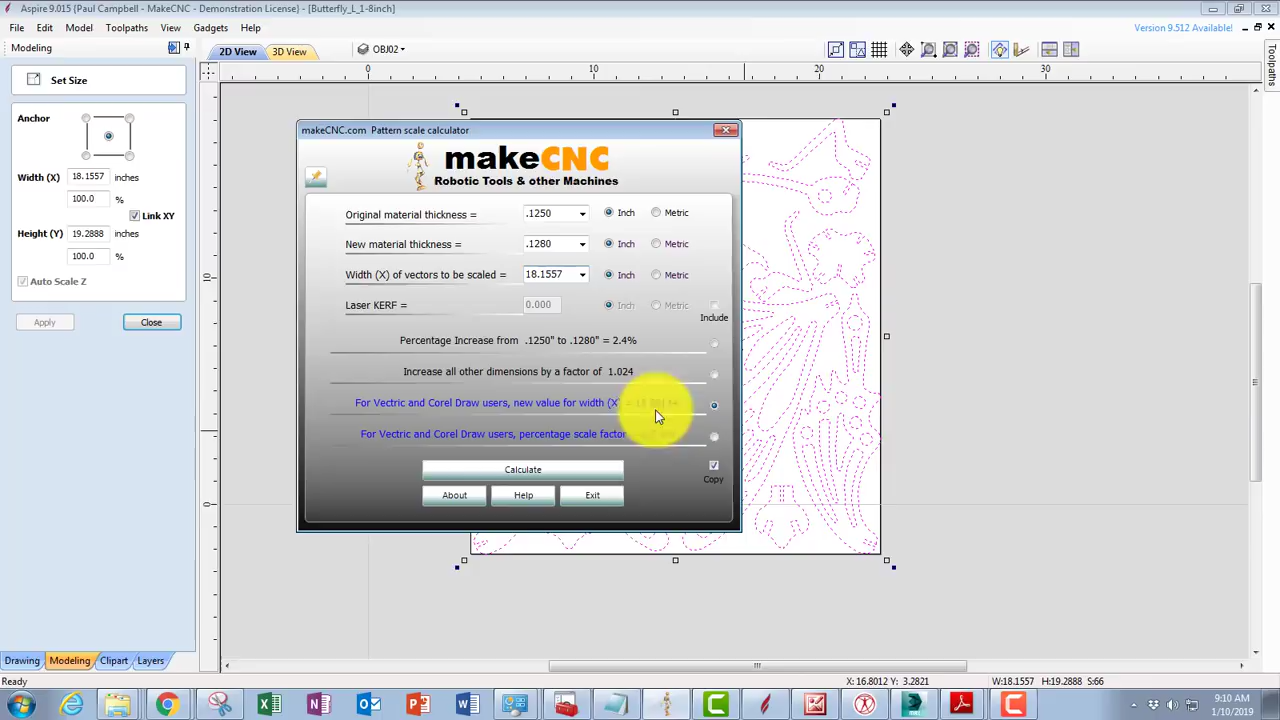 Aspire 9.015 (Paul Campbell - MakeCNC - Demonstration License) - [Butterfly_L_1-8inch]
File Edit Model Toolpaths View Gadgets Help
Version 9.512 Available!
Modeling
2D View
3D View
OBJ02
Toolpaths
Set Size
0 10 20 30
Anchor
Width (X) 18.1557 inches
100.0 %
Link XY
Height (Y) 19.2888 inches
100.0 %
Auto Scale Z
Apply
Close
10
0
makeCNC.com Pattern scale calculator
makeCNC
Robotic Tools & other Machines
Original material thickness = .1250 Inch Metric
New material thickness = .1280 Inch Metric
Width (X) of vectors to be scaled = 18.1557 Inch Metric
Laser KERF = 0.000 Inch Metric
Include
Percentage Increase from .1250" to .1280" = 2.4%
Increase all other dimensions by a factor of 1.024
For Vectric and Corel Draw users, new value for width (X
For Vectric and Corel Draw users, percentage scale factor
Calculate
Copy
About
Help
Exit
Drawing
Modeling
Clipart
Layers
Ready
X: 16.8012 Y: 3.2821
W:18.1557 H:19.2888 S:66
9:10 AM
1/10/2019